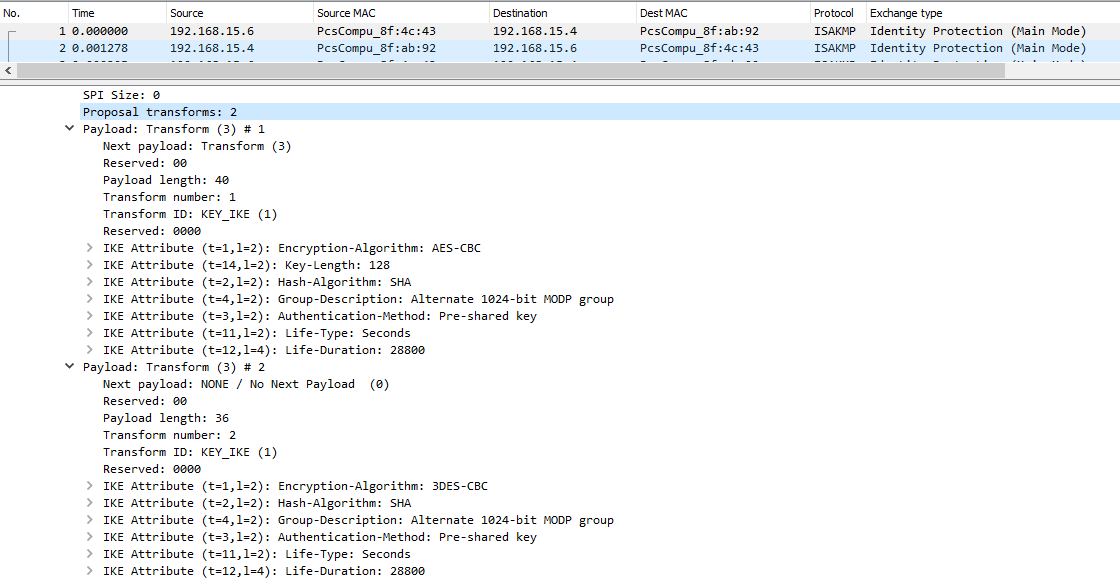 No. Time Source Source MAC Destination Dest MAC Protocol Exchange type
1 0.000000 192.168.15.6 PcsCompu_8f:4c:43 192.168.15.4 PcsCompu_8f:ab:92 ISAKMP Identity Protection (Main Mode)
2 0.001278 192.168.15.4 PcsCompu_8f:ab:92 192.168.15.6 PcsCompu_8f:4c:43 ISAKMP Identity Protection (Main Mode)
SPI Size: 0
Proposal transforms: 2
Payload: Transform (3) # 1
Next payload: Transform (3)
Reserved: 00
Payload length: 40
Transform number: 1
Transform ID: KEY_IKE (1)
Reserved: 0000
IKE Attribute (t=1,l=2): Encryption-Algorithm: AES-CBC
IKE Attribute (t=14,l=2): Key-Length: 128
IKE Attribute (t=2,l=2): Hash-Algorithm: SHA
IKE Attribute (t=4,l=2): Group-Description: Alternate 1024-bit MODP group
IKE Attribute (t=3,l=2): Authentication-Method: Pre-shared key
IKE Attribute (t=11,l=2): Life-Type: Seconds
IKE Attribute (t=12,l=4): Life-Duration: 28800
Payload: Transform (3) # 2
Next payload: NONE / No Next Payload  (0)
Reserved: 00
Payload length: 36
Transform number: 2
Transform ID: KEY_IKE (1)
Reserved: 0000
IKE Attribute (t=1,l=2): Encryption-Algorithm: 3DES-CBC
IKE Attribute (t=2,l=2): Hash-Algorithm: SHA
IKE Attribute (t=4,l=2): Group-Description: Alternate 1024-bit MODP group
IKE Attribute (t=3,l=2): Authentication-Method: Pre-shared key
IKE Attribute (t=11,l=2): Life-Type: Seconds
IKE Attribute (t=12,l=4): Life-Duration: 28800